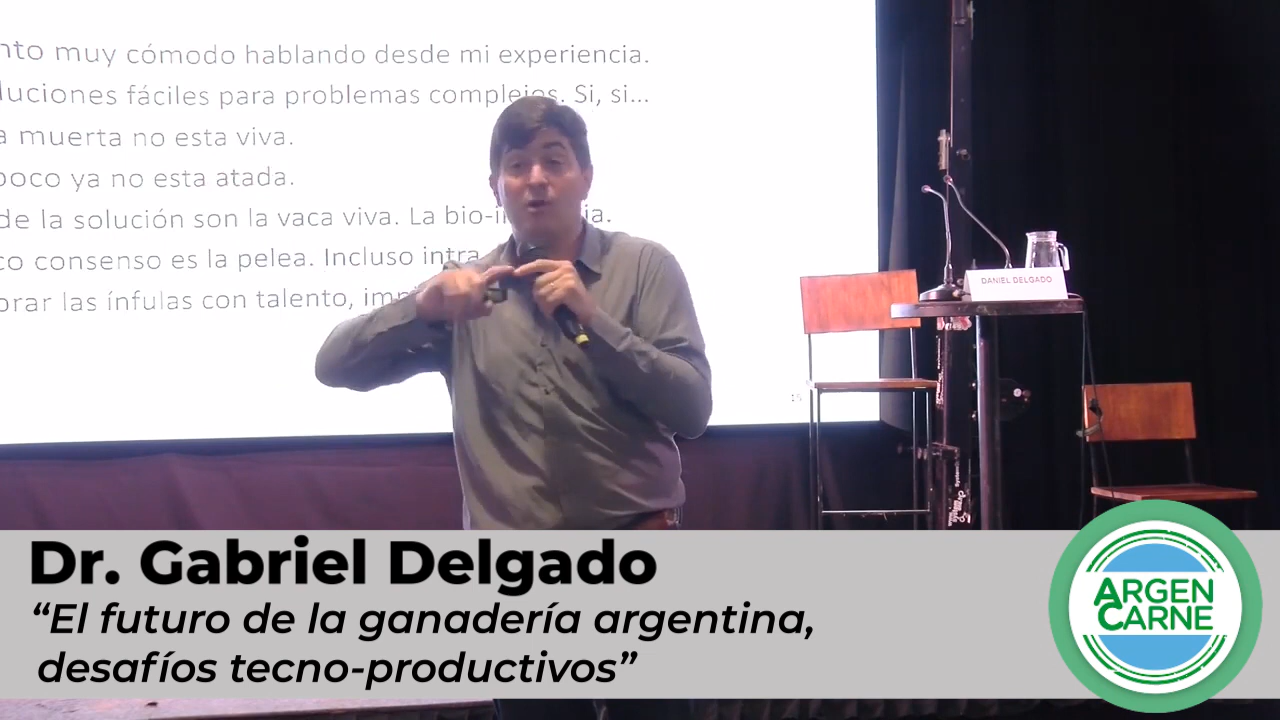 nto muy cómodo hablando desde mi experiencia.
luciones fáciles para problemas complejos. Si, si...
a muerta no esta viva.
poco ya no esta atada.
de la solución son la vaca viva. La bio-in ia.
co consenso es la pelea. Incluso intra
orar las ínfulas con talento, imp
DANIEL DELGADO
Dr. Gabriel Delgado
“El futuro de la ganadería argentina,
desafíos tecno-productivos”
ARGEN
CARNE